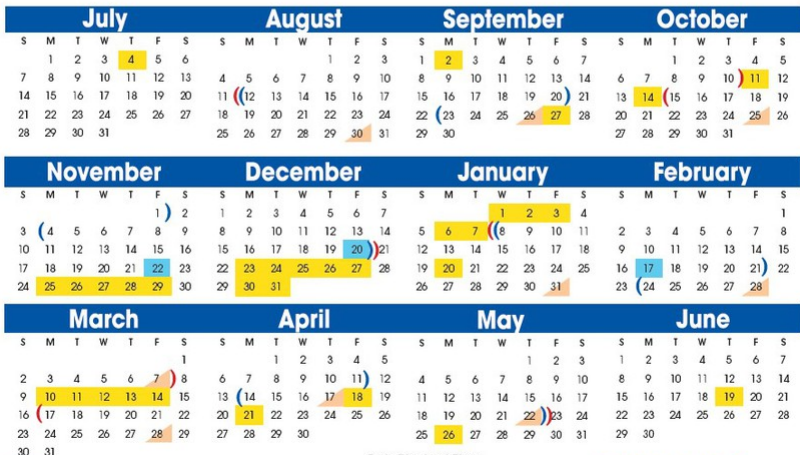 July
S M T W T F S
1 2 3 4 5 6
7 8 9 10 11 12 13
14 15 16 17 18 19 20
21 22 23 24 25 26 27
28 29 30 31
August
S M T W T F S
1 2 3
4 5 6 7 8 9 10
11 ((12 13 14 15 16 17
18 19 20 21 22 23 24
25 26 27 28 29 30 31
September
S M T W T F S
1 2 3 4 5 6 7
8 9 10 11 12 13 14
15 16 17 18 19 20) 21
22 (23 24 25 26 27 28
29 30
October
S M T W T F S
1 2 3 4 5
6 7 8 9 10) 11 12
13 14 (15 16 17 18 19
20 21 22 23 24 25 26
27 28 29 30 31
November
S M T W T F S
1) 2
3 (4 5 6 7 8 9
10 11 12 13 14 15 16
17 18 19 20 21 22 23
24 25 26 27 28 29 30
December
S M T W T F S
1 2 3 4 5 6 7
8 9 10 11 12 13 14
15 16 17 18 19 20))21
22 23 24 25 26 27 28
29 30 31
January
S M T W T F S
1 2 3 4
5 6 7 ((8 9 10 11
12 13 14 15 16 17 18
19 20 21 22 23 24 25
26 27 28 29 30 31
February
S M T W T F S
1
2 3 4 5 6 7 8
9 10 11 12 13 14 15
16 17 18 19 20 21) 22
23 (24 25 26 27 28
March
S M T W T F S
1
2 3 4 5 6 7) 8
9 10 11 12 13 14 15
16 (17 18 19 20 21 22
23 24 25 26 27 28 29
30 31
April
S M T W T F S
1 2 3 4 5
6 7 8 9 10 11) 12
13 (14 15 16 17 18 19
20 21 22 23 24 25 26
27 28 29 30
May
S M T W T F S
1 2 3
4 5 6 7 8 9 10
11 12 13 14 15 16 17
18 19 20 21 22))23 24
25 26 27 28 29 30 31
June
S M T W T F S
1 2 3 4 5 6 7
8 9 10 11 12 13 14
15 16 17 18 19 20 21
22 23 24 25 26 27 28
29 30